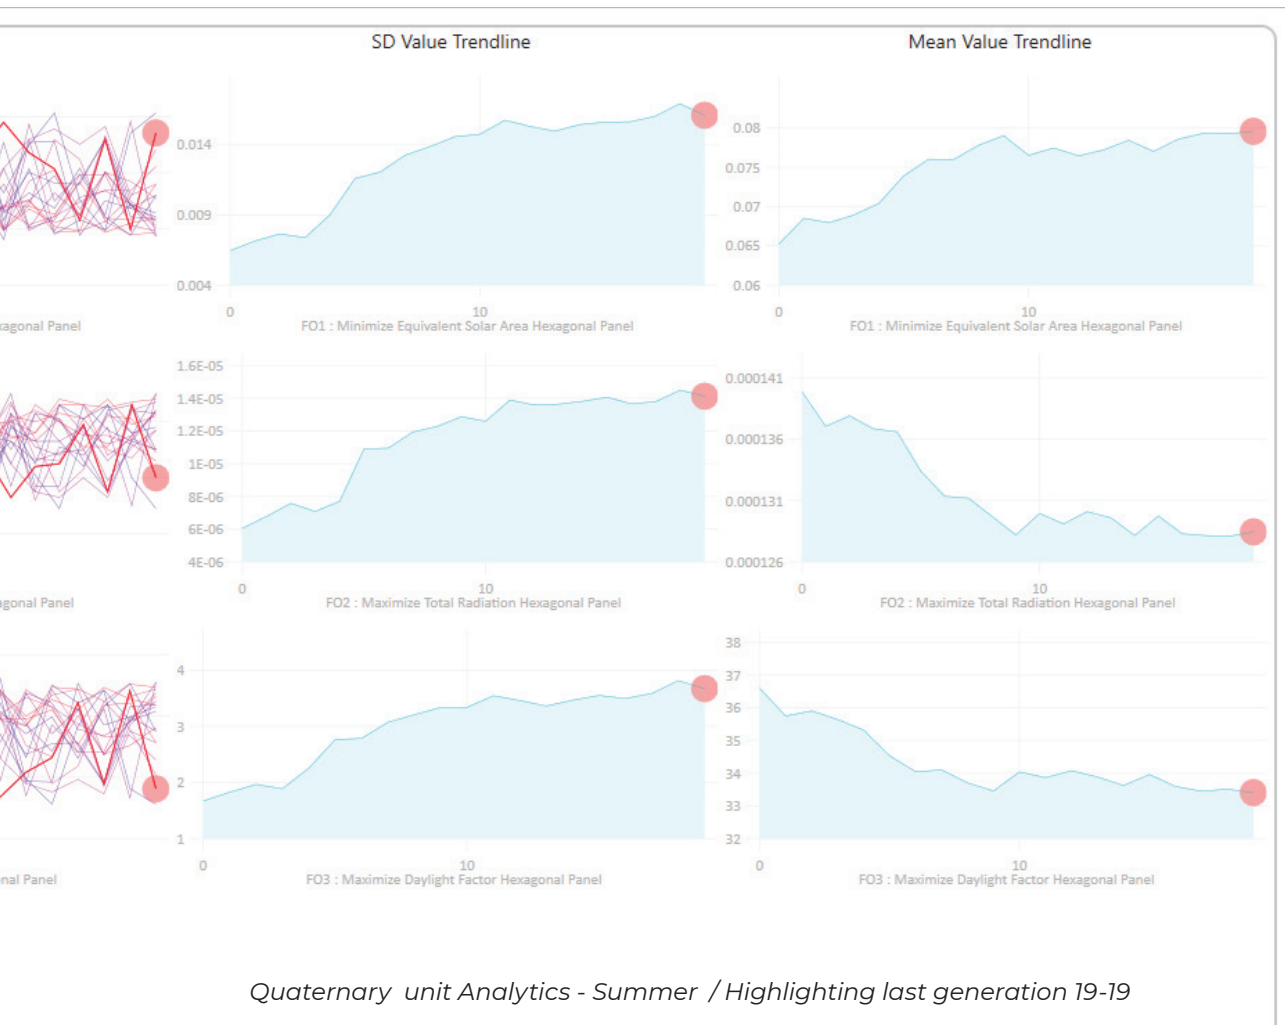 SD Value Trendline
Mean Value Trendline
0.014
0.009
0.004
0
10
FO1 : Minimize Equivalent Solar Area Hexagonal Panel
0.08
0.075
0.07
0.065
0.06
0
10
FO1 : Minimize Equivalent Solar Area Hexagonal Panel
xagonal Panel
1.6E-05
1.4E-05
1.2E-05
1E-05
8E-06
6E-06
4E-06
0
10
FO2 : Maximize Total Radiation Hexagonal Panel
0.000141
0.000136
0.000131
0.000126
0
10
FO2 : Maximize Total Radiation Hexagonal Panel
agonal Panel
4
3
2
1
0
10
FO3 : Maximize Daylight Factor Hexagonal Panel
38
37
36
35
34
33
32
0
10
FO3 : Maximize Daylight Factor Hexagonal Panel
nal Panel
Quaternary unit Analytics - Summer / Highlighting last generation 19-19